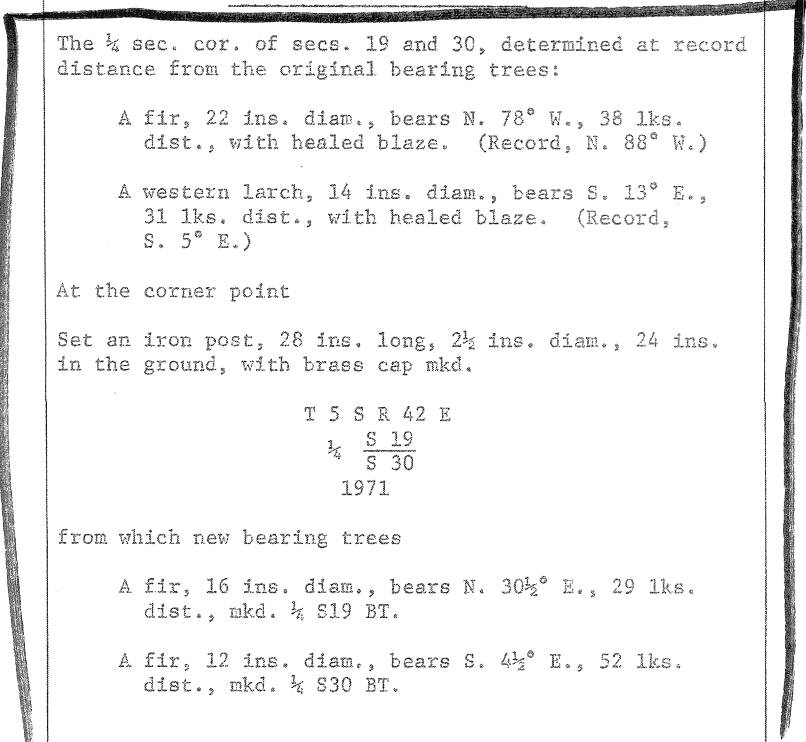 The ¼ sec. cor. of secs. 19 and 30, determined at record
distance from the original bearing trees:
A fir, 22 ins. diam., bears N. 78° W., 38 lks.
dist., with healed blaze. (Record, N. 88° W.)
A western larch, 14 ins. diam., bears S. 13° E.,
31 lks. dist., with healed blaze. (Record,
S. 5° E.)
At the corner point
Set an iron post, 28 ins. long, 2½ ins. diam., 24 ins.
in the ground, with brass cap mkd.
T 5 S R 42 E
¼ S 19
S 30
1971
from which new bearing trees
A fir, 16 ins. diam., bears N. 30½° E., 29 lks.
dist., mkd. ¼ S19 BT.
A fir, 12 ins. diam., bears S. 4½° E., 52 lks.
dist., mkd. ¼ S30 BT.